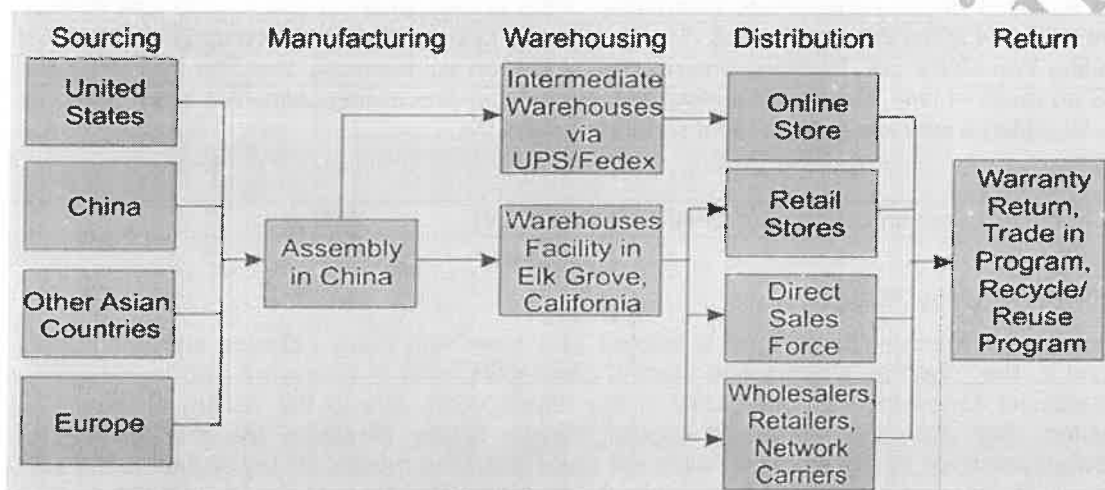 Sourcing
Manufacturing
Warehousing
Distribution
Return
United
States
China
Other Asian
Countries
Europe
Assembly
in China
Intermediate
Warehouses
via
UPS/Fedex
Warehouses
Facility in
Elk Grove,
California
Online
Store
Retail
Stores
Direct
Sales
Force
Wholesalers,
Retailers,
Network
Carriers
Warranty
Return,
Trade in
Program,
Recycle/
Reuse
Program